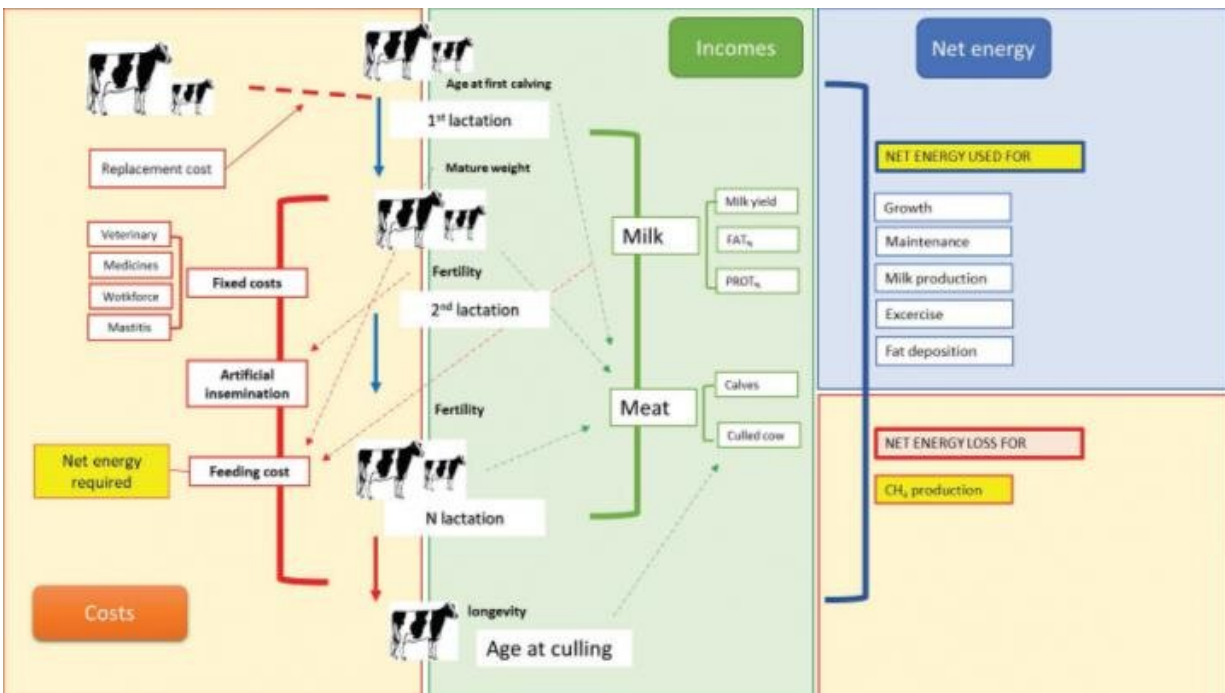 Incomes
Net energy
Age at first calving
1st lactation
Replacement cost
Mature weight
Veterinary
Medicines
Wotkforce
Mastitis
Fixed costs
Fertility
2nd lactation
Artificial
insemination
Fertility
Net energy
required
Feeding cost
N lactation
Costs
longevity
Age at culling
Milk
Milk yield
FAT%
PROT%
Meat
Calves
Culled cow
NET ENERGY USED FOR
Growth
Maintenance
Milk production
Excercise
Fat deposition
NET ENERGY LOSS FOR
CH₄ production